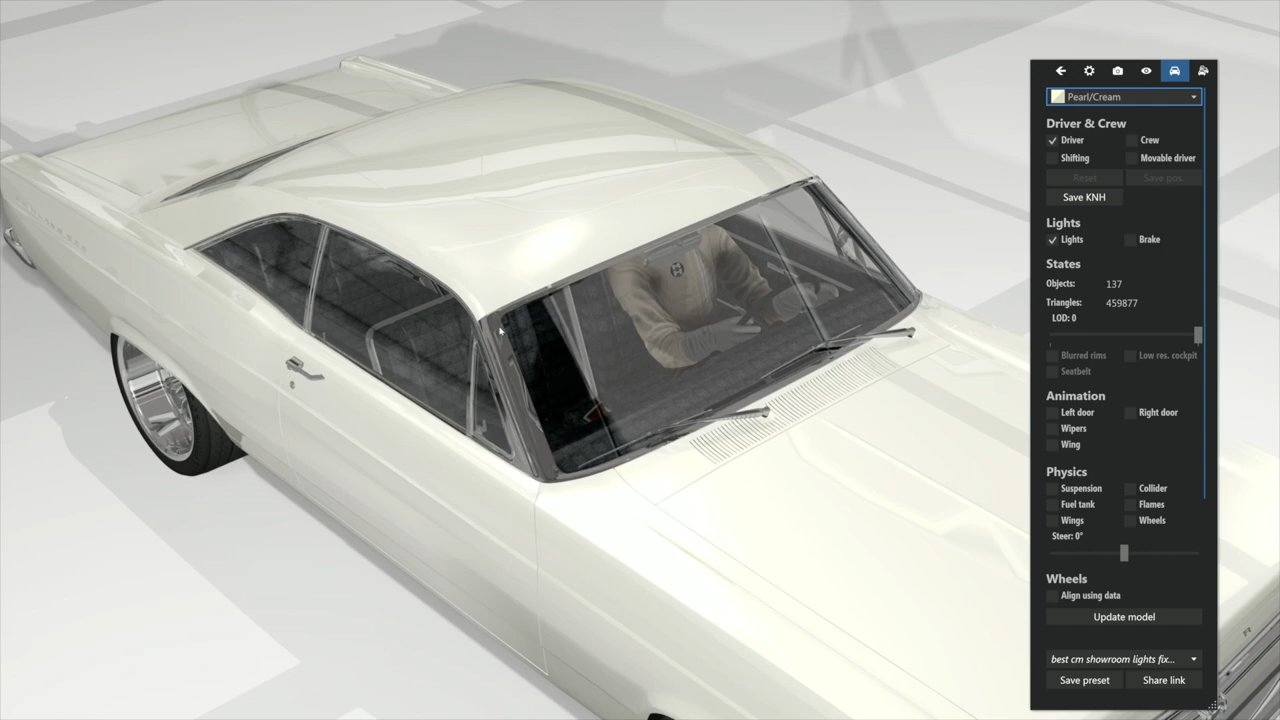 Pearl/Cream
Driver & Crew
Driver Crew
Shifting Movable driver
Reset Save pos.
Save KNH
Lights
Lights Brake
States
Objects: 137
Triangles: 459877
LOD: 0
Blurred rims Low res. cockpit
Seatbelt
Animation
Left door Right door
Wipers
Wing
Physics
Suspension Collider
Fuel tank Flames
Wings Wheels
Steer: 0°
Wheels
Align using data
Update model
best cm showroom lights fix...
Save preset Share link